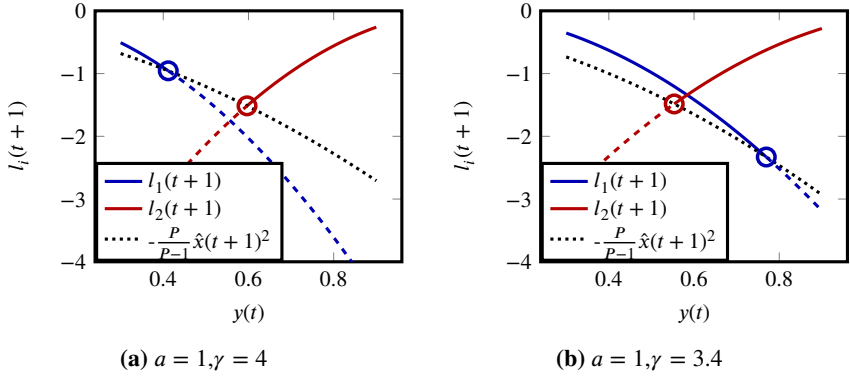 0
−1
−2
−3
−4
0.4 0.6 0.8
y(t)
l_i(t + 1)
l_1(t + 1)
l_2(t + 1)
-\frac{P}{P-1} x̂(t + 1)^2
(a) a = 1,γ = 4
0
−1
−2
−3
−4
0.4 0.6 0.8
y(t)
l_i(t + 1)
l_1(t + 1)
l_2(t + 1)
-\frac{P}{P-1} x̂(t + 1)^2
(b) a = 1,γ = 3.4